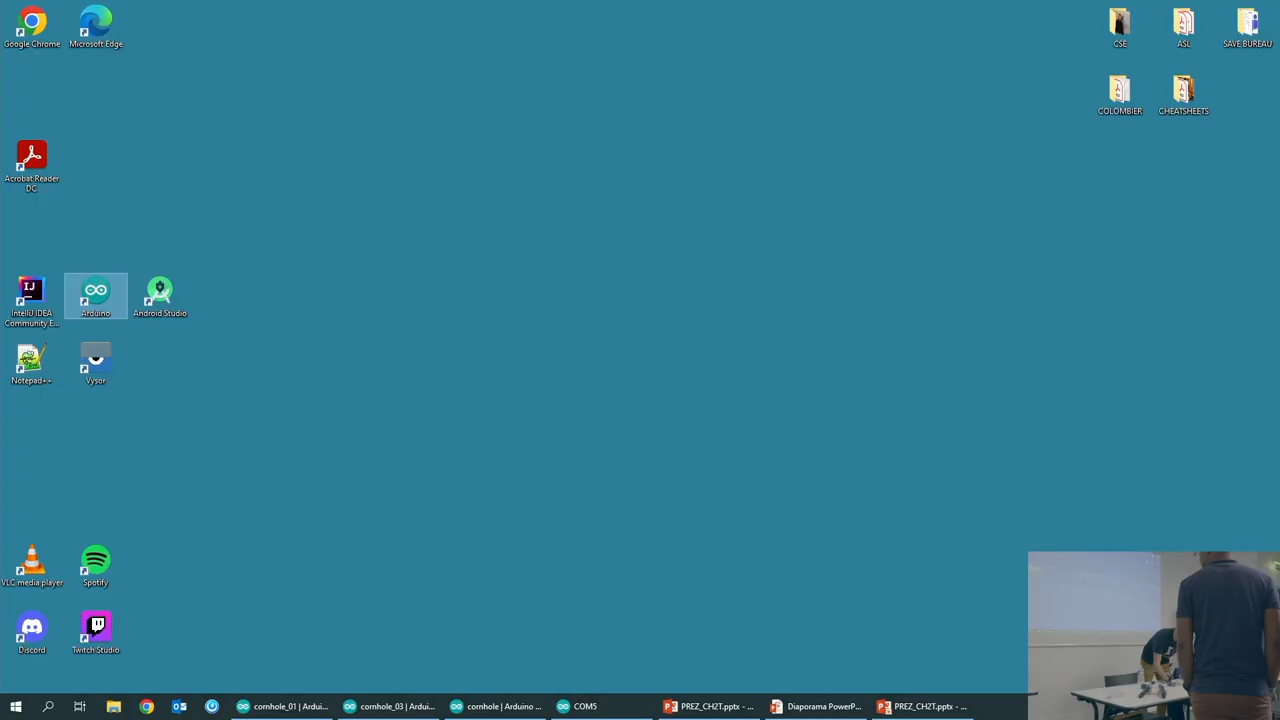 Google Chrome
Microsoft Edge
CSE
ASL
SAVE BUREAU
COLOMBIER
CHEATSHEETS
Acrobat Reader
DC
IntelliJ IDEA
Community E...
Arduino
Android Studio
Notepad++
Vysor
VLC media player
Spotify
Discord
Twitch Studio
cornhole_01 | Ardui...
cornhole_03 | Ardui...
cornhole | Arduino ...
COM5
PREZ_CH2T.pptx - ...
Diaporama PowerP...
PREZ_CH2T.pptx - ...